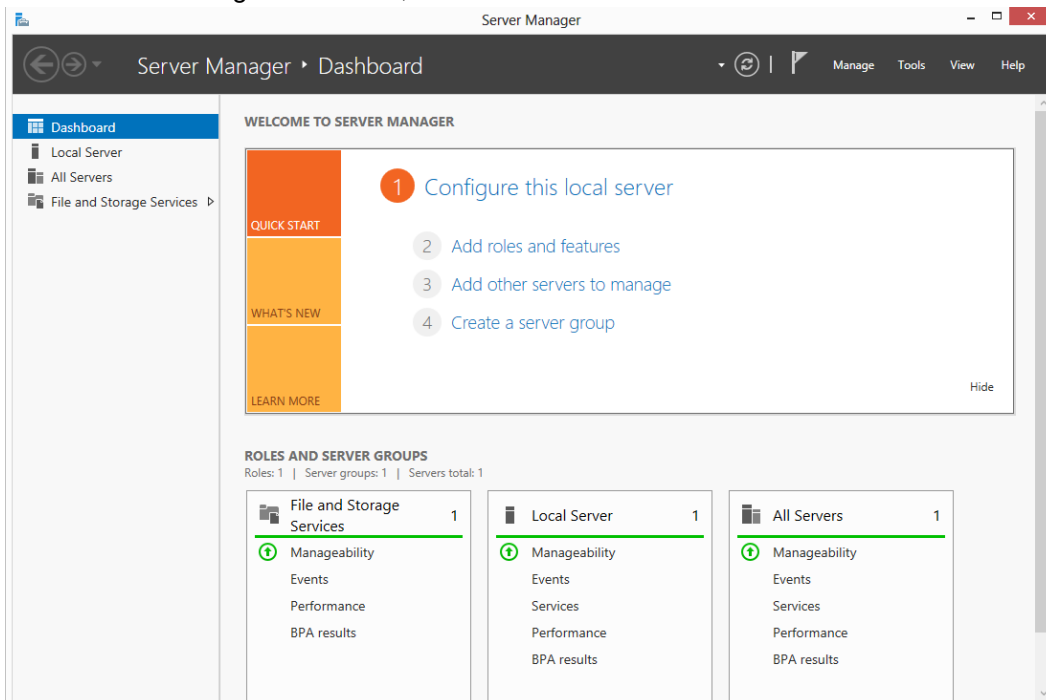 Server Manager
Server Manager • Dashboard
Manage Tools View Help
Dashboard
Local Server
All Servers
File and Storage Services
WELCOME TO SERVER MANAGER
QUICK START
WHAT'S NEW
LEARN MORE
1 Configure this local server
2 Add roles and features
3 Add other servers to manage
4 Create a server group
Hide
ROLES AND SERVER GROUPS
Roles: 1 | Server groups: 1 | Servers total: 1
File and Storage
Services 1
Manageability
Events
Performance
BPA results
Local Server 1
Manageability
Events
Services
Performance
BPA results
All Servers 1
Manageability
Events
Services
Performance
BPA results